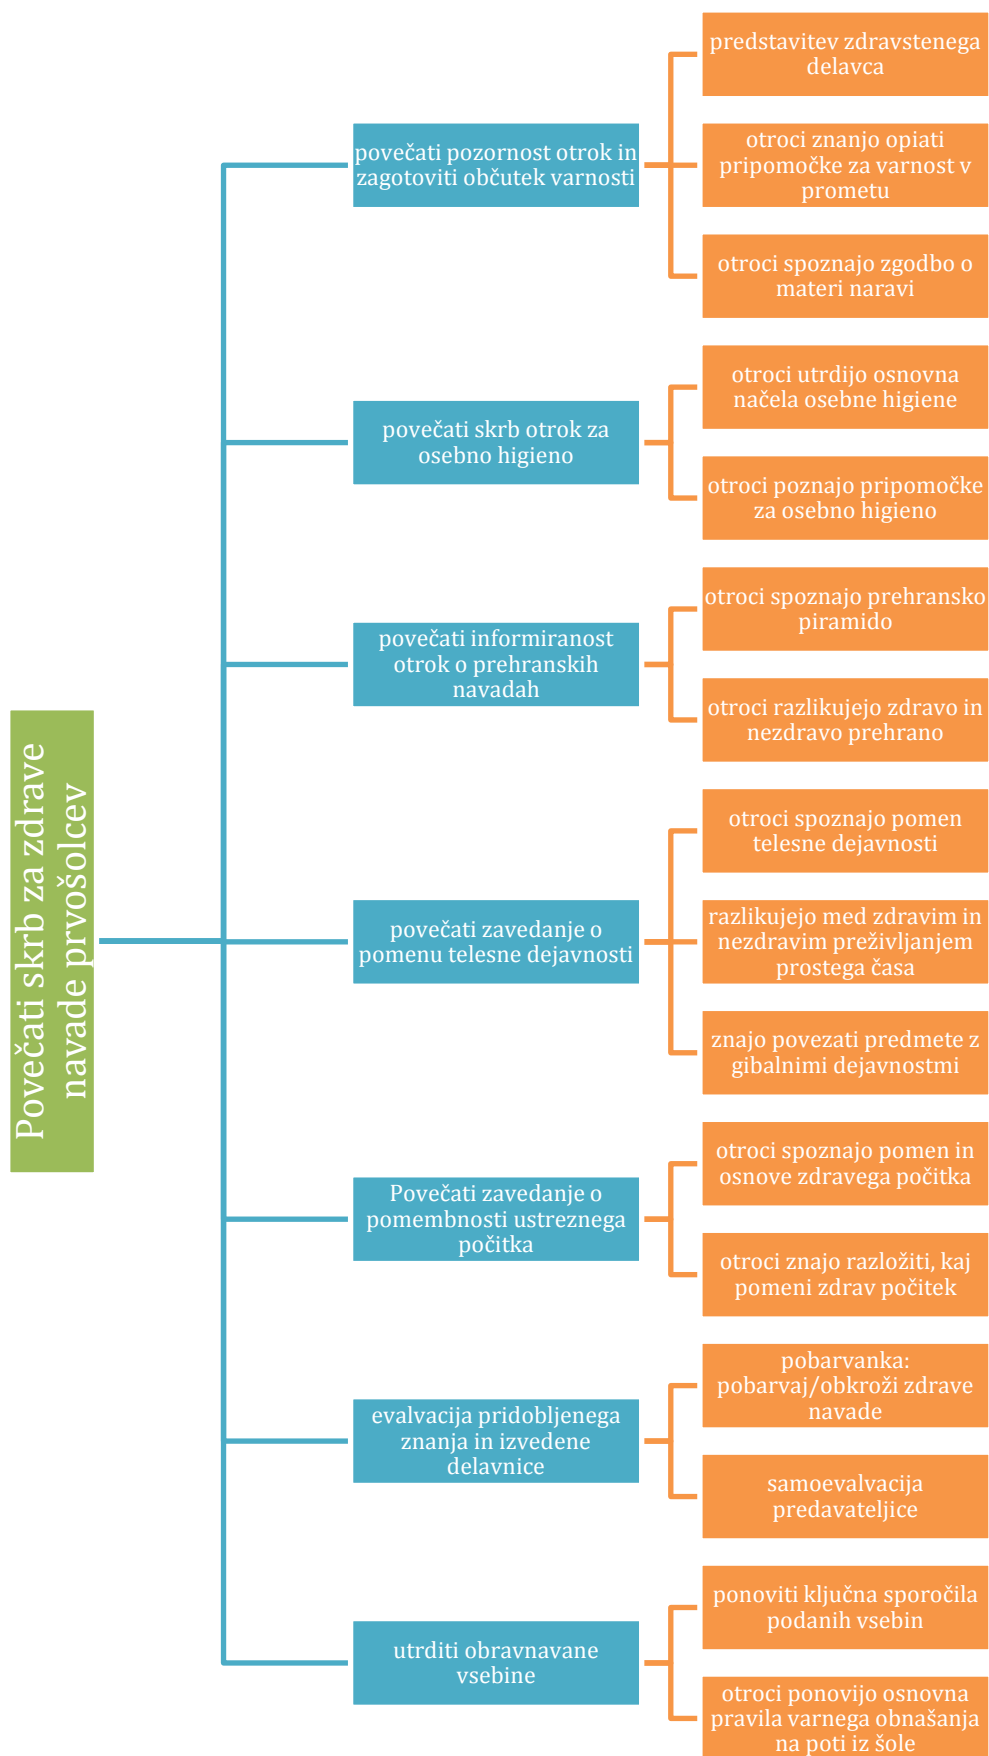 Povečati skrb za zdrave
navade prvošolcev
povečati pozornost otrok in
zagotoviti občutek varnosti
predstavitev zdravstenega
delavca
otroci znanjo opiati
pripomočke za varnost v
prometu
otroci spoznajo zgodbo o
materi naravi
povečati skrb otrok za
osebno higieno
otroci utrdijo osnovna
načela osebne higiene
otroci poznajo pripomočke
za osebno higieno
povečati informiranost
otrok o prehranskih
navadah
otroci spoznajo prehransko
piramido
otroci razlikujejo zdravo in
nezdravo prehrano
povečati zavedanje o
pomenu telesne dejavnosti
otroci spoznajo pomen
telesne dejavnosti
razlikujejo med zdravim in
nezdravim preživljanjem
prostega časa
znajo povezati predmete z
gibalnimi dejavnostmi
Povečati zavedanje o
pomembnosti ustreznega
počitka
otroci spoznajo pomen in
osnove zdravega počitka
otroci znajo razložiti, kaj
pomeni zdrav počitek
evalvacija pridobljenega
znanja in izvedene
delavnice
pobarvanka:
pobarvaj/obkroži zdrave
navade
samoevalvacija
predavateljice
utrditi obravnavane
vsebine
ponoviti ključna sporočila
podanih vsebin
otroci ponovijo osnovna
pravila varnega obnašanja
na poti iz šole